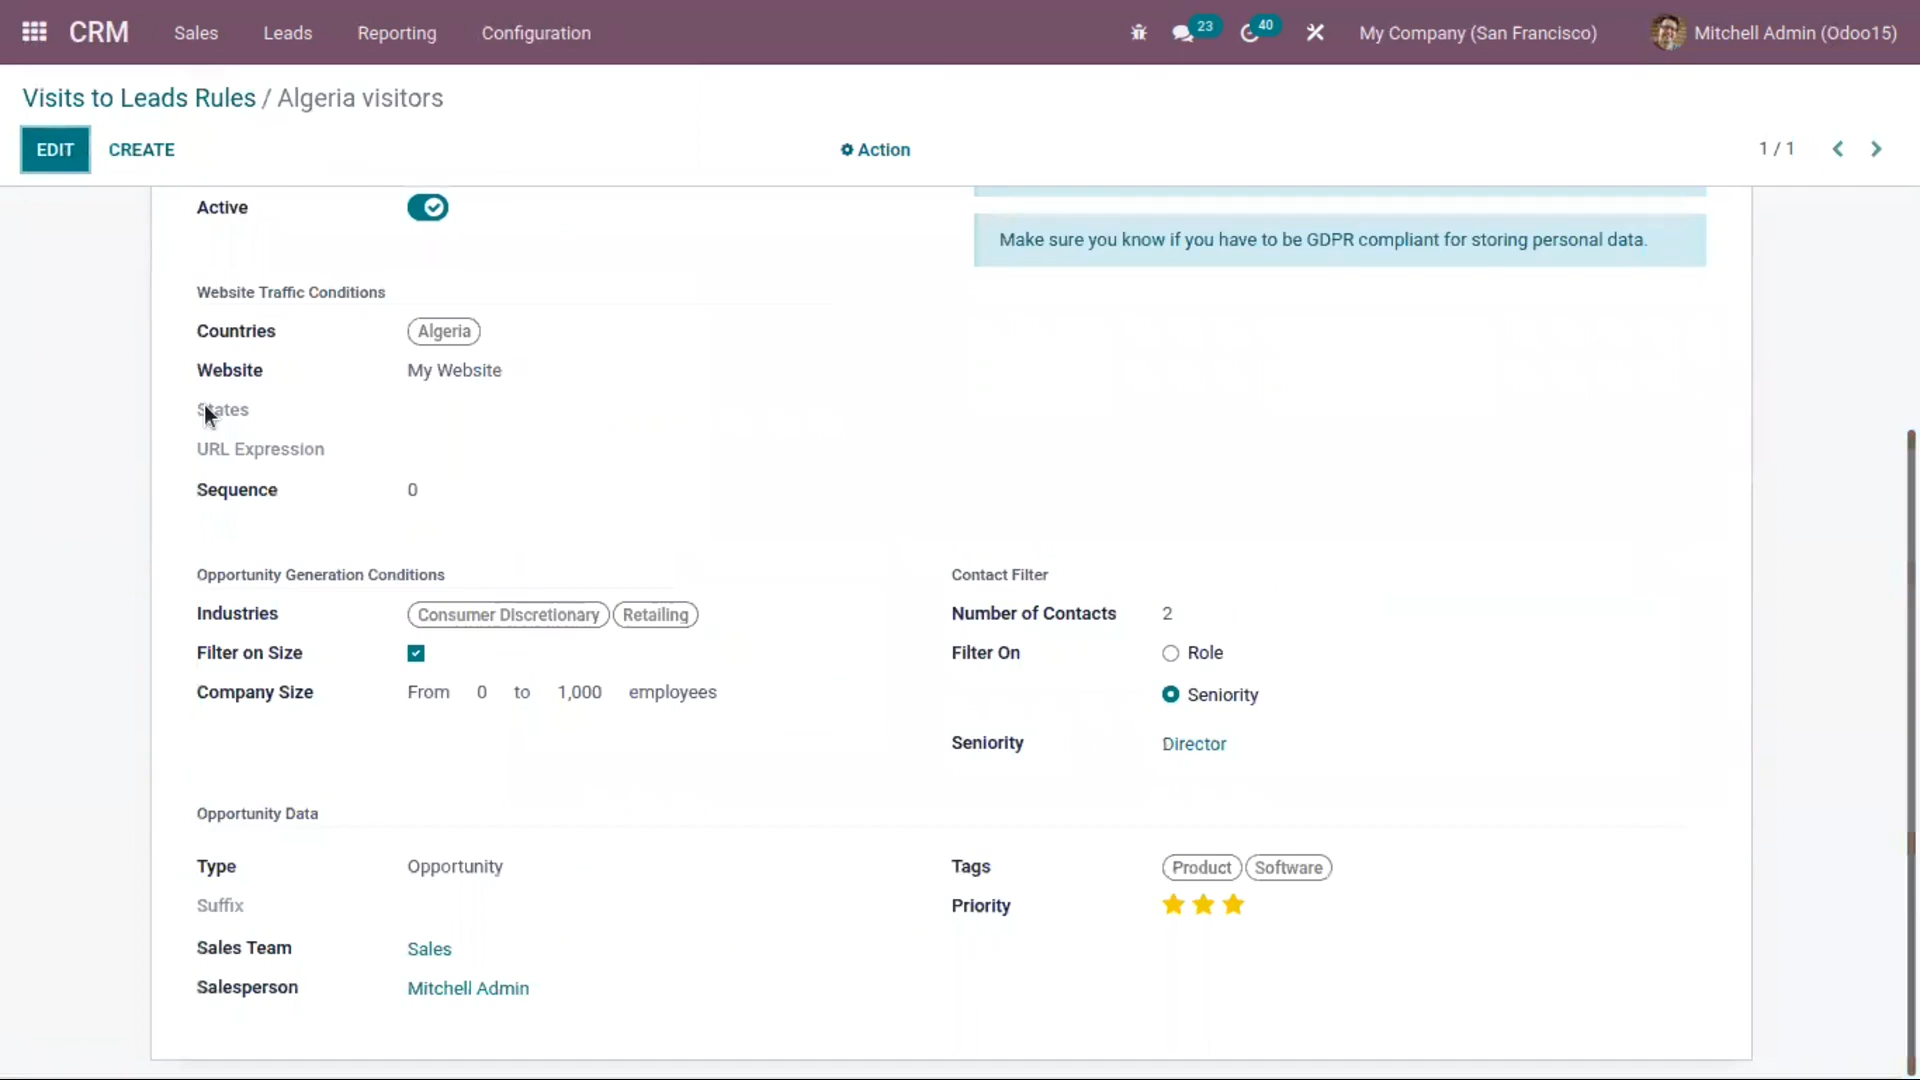 CRM Sales Leads Reporting Configuration 23 40 My Company (San Francisco) Mitchell Admin (Odoo15)
Visits to Leads Rules / Algeria visitors
EDIT CREATE Action 1 / 1
Active
Make sure you know if you have to be GDPR compliant for storing personal data.
Website Traffic Conditions
Countries Algeria
Website My Website
States
URL Expression
Sequence 0
Opportunity Generation Conditions Contact Filter
Industries Consumer Discretionary Retailing Number of Contacts 2
Filter on Size Filter On Role
Company Size From 0 to 1,000 employees Seniority
Seniority Director
Opportunity Data
Type Opportunity Tags Product Software
Suffix Priority
Sales Team Sales
Salesperson Mitchell Admin